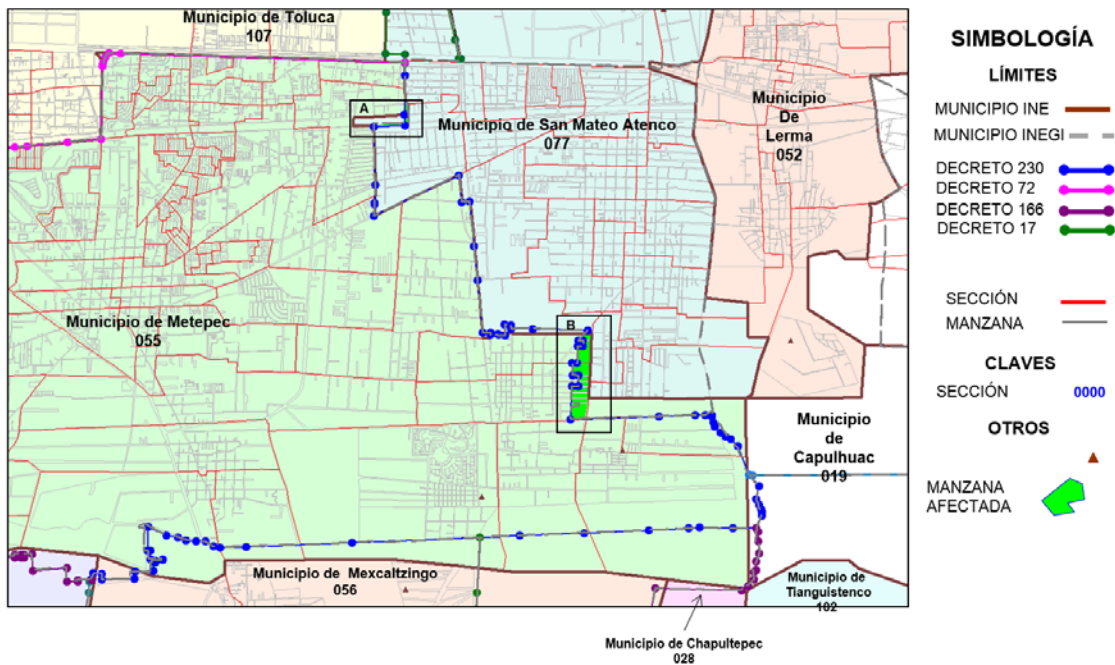 Municipio de Toluca
107
A
Municipio de San Mateo Atenco
077
Municipio
De
Lerma
052
Municipio de Metepec
055
B
Municipio
de
Capulhuac
019
Municipio de Mexcaltzingo
056
Municipio de
Tianguistenco
102
Municipio de Chapultepec
028
SIMBOLOGÍA
LÍMITES
MUNICIPIO INE
MUNICIPIO INEGI
DECRETO 230
DECRETO 72
DECRETO 166
DECRETO 17
SECCIÓN
MANZANA
CLAVES
SECCIÓN 0000
OTROS
MANZANA
AFECTADA